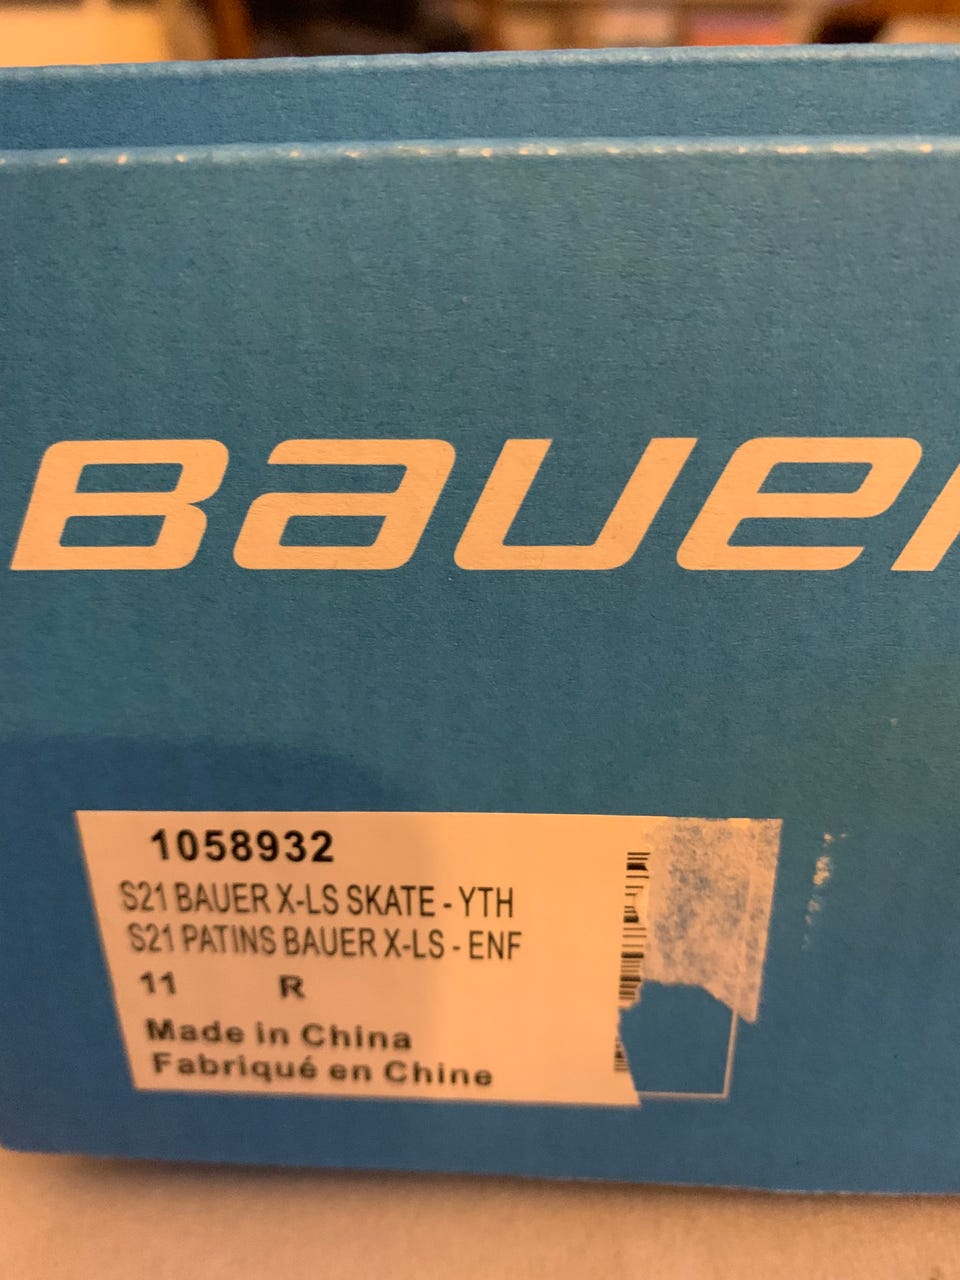 Bauer
1058932
S21 BAUER X-LS SKATE - YTH
S21 PATINS BAUER X-LS - ENF
11 R
Made in China
Fabriqué en Chine